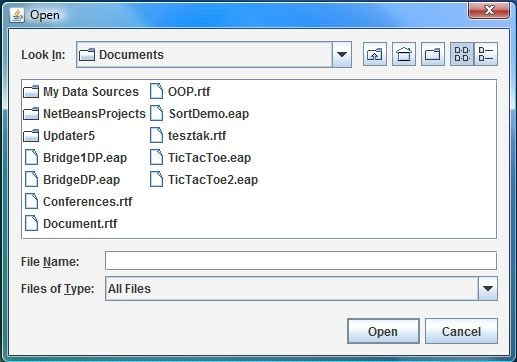 Open
Look In: Documents
My Data Sources
NetBeansProjects
Updater5
Bridge1DP.eap
BridgeDP.eap
Conferences.rtf
Document.rtf
OOP.rtf
SortDemo.eap
tesztak.rtf
TicTacToe.eap
TicTacToe2.eap
File Name:
Files of Type: All Files
Open Cancel